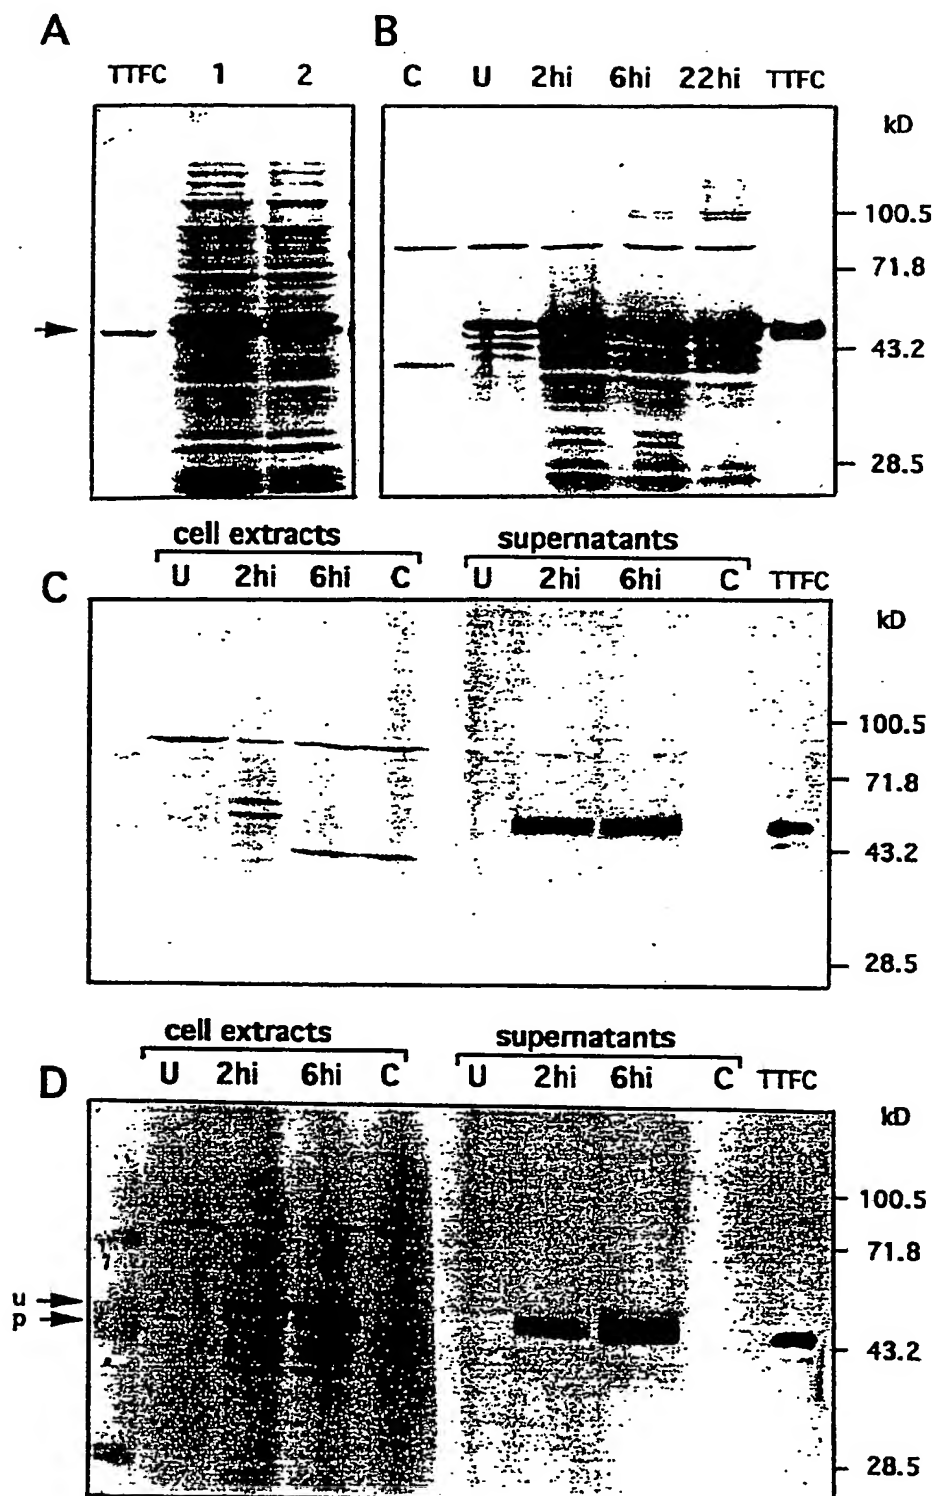 A
B
TTFC 1 2
C U 2hi 6hi 22hi TTFC
kD
100.5
71.8
43.2
28.5
cell extracts
supernatants
C
U 2hi 6hi C
U 2hi 6hi C TTFC
kD
100.5
71.8
43.2
28.5
cell extracts
supernatants
D
U 2hi 6hi C
U 2hi 6hi C TTFC
kD
100.5
71.8
u
p
43.2
28.5